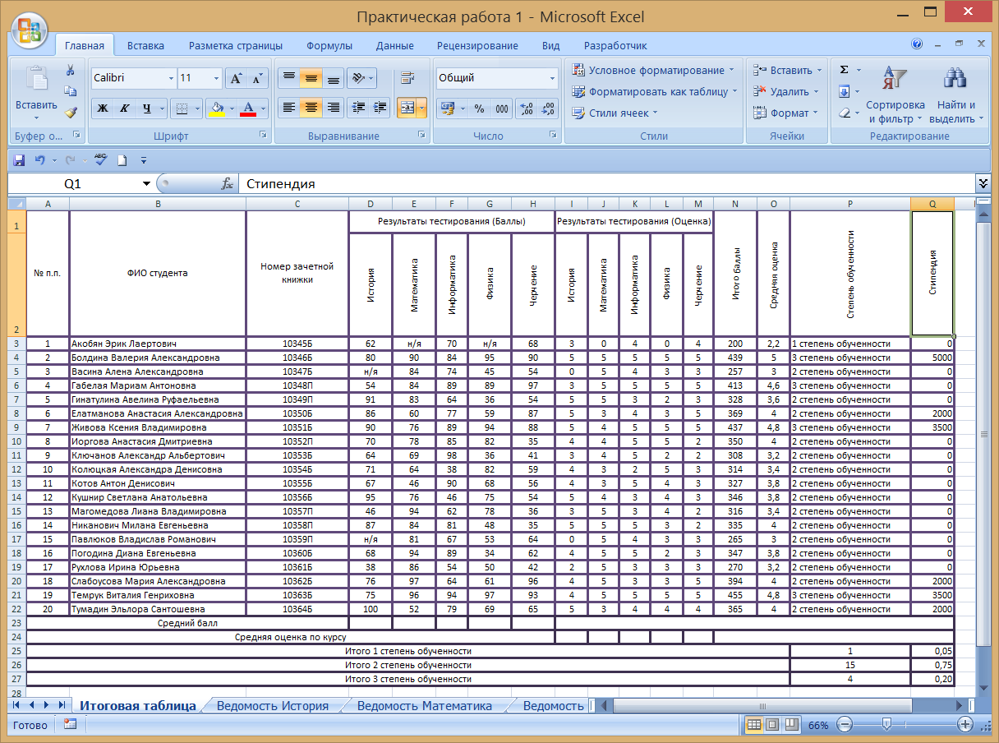 Практическая работа 1 - Microsoft Excel
Главная Вставка Разметка страницы Формулы Данные Рецензирование Вид Разработчик
Calibri 11 Общий Условное форматирование Вставить Σ
Вставить Форматировать как таблицу Удалить Сортировка и фильтр Найти и выделить
Ж К Ч А % 000 Стили ячеек Формат
Буфер о... Шрифт Выравнивание Число Стили Ячейки Редактирование
Q1 fx Стипендия
A B C D E F G H I J K L M N O P Q
1 № п.п. ФИО студента Номер зачетной книжки Результаты тестирования (Баллы) Результаты тестирования (Оценка) Итого баллы Средняя оценка Степень обученности Стипендия
2 История Математика Информатика Физика Черчение История Математика Информатика Физика Черчение
3 1 Акобян Эрик Лаертович 10345Б 62 н/я 70 н/я 68 3 0 4 0 4 200 2,2 1 степень обученности 0
4 2 Болдина Валерия Александровна 10346Б 80 90 84 95 90 5 5 5 5 5 439 5 3 степень обученности 5000
5 3 Васина Алена Александровна 10347Б н/я 84 74 45 54 0 5 4 3 3 257 3 2 степень обученности 0
6 4 Габелая Мариам Антоновна 10348П 54 84 89 89 97 3 5 5 5 5 413 4,6 3 степень обученности 0
7 5 Гинатулина Авелина Руфаельевна 10349П 91 83 64 36 54 5 5 3 2 3 328 3,6 2 степень обученности 0
8 6 Елатманова Анастасия Александровна 10350Б 86 60 77 59 87 5 3 4 3 5 369 4 2 степень обученности 2000
9 7 Живова Ксения Владимировна 10351Б 90 76 89 94 88 5 4 5 5 5 437 4,8 3 степень обученности 3500
10 8 Иоргова Анастасия Дмитриевна 10352П 70 78 85 82 35 4 4 5 5 2 350 4 2 степень обученности 0
11 9 Ключанов Александр Альбертович 10353Б 64 69 98 36 41 3 4 5 2 2 308 3,2 2 степень обученности 0
12 10 Колюцкая Александра Денисовна 10354Б 71 64 38 82 59 4 3 2 5 3 314 3,4 2 степень обученности 0
13 11 Котов Антон Денисович 10355Б 67 46 90 68 56 4 3 5 4 3 327 3,8 2 степень обученности 0
14 12 Кушнир Светлана Анатольевна 10356Б 95 76 46 75 54 5 4 3 4 3 346 3,8 2 степень обученности 0
15 13 Магомедова Лиана Владимировна 10357П 46 94 62 78 36 3 5 3 4 2 316 3,4 2 степень обученности 0
16 14 Никанович Милана Евгеньевна 10358П 87 84 81 48 35 5 5 5 3 2 335 4 2 степень обученности 0
17 15 Павлюков Владислав Романович 10359П н/я 81 67 53 64 0 5 4 3 3 265 3 2 степень обученности 0
18 16 Погодина Диана Евгеньевна 10360Б 68 94 89 34 62 4 5 5 2 3 347 3,8 2 степень обученности 0
19 17 Рухлова Ирина Юрьевна 10361Б 38 86 54 50 42 2 5 3 3 3 270 3,2 2 степень обученности 0
20 18 Слабоусова Мария Александровна 10362Б 76 97 64 61 96 4 5 3 3 5 394 4 2 степень обученности 2000
21 19 Темрук Виталия Генриховна 10363Б 75 96 94 97 93 4 5 5 5 5 455 4,8 3 степень обученности 3500
22 20 Тумадин Эльлора Сантошевна 10364Б 100 52 79 69 65 5 3 4 4 4 365 4 2 степень обученности 2000
23 Средний балл
24 Средняя оценка по курсу
25 Итого 1 степень обученности 1 0,05
26 Итого 2 степень обученности 15 0,75
27 Итого 3 степень обученности 4 0,20
28
Итоговая таблица Ведомость История Ведомость Математика Ведомость
Готово 66%